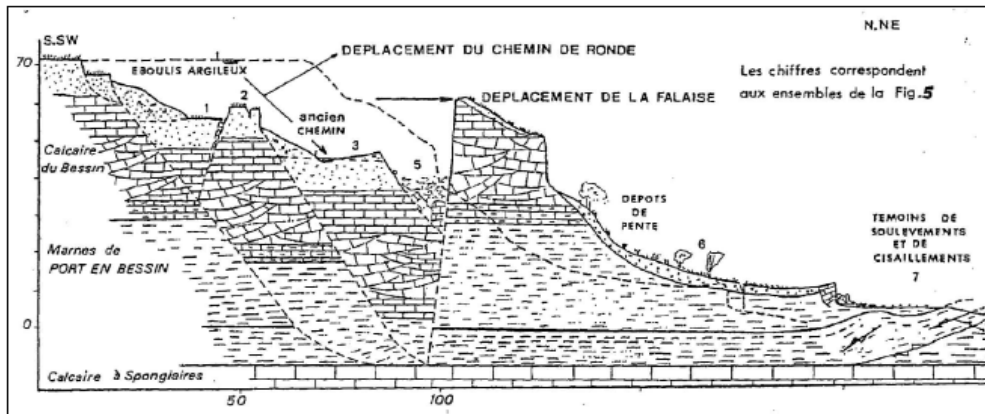 S.SW
N.NE
70
1
DEPLACEMENT DU CHEMIN DE RONDE
EBOULIS ARGILEUX
Les chiffres correspondent
aux ensembles de la Fig.5
1
2
DEPLACEMENT DE LA FALAISE
ancien
CHEMIN
3
5
Calcaire
du Bessin
DEPOTS
DE
PENTE
6
TEMOINS DE
SOULEVEMENTS
ET DE
CISAILLEMENTS
7
Marnes de
PORT EN BESSIN
0
Calcaire à Spongiaires
50
100